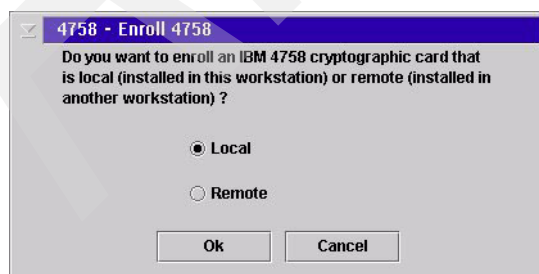 4758 - Enroll 4758
Do you want to enroll an IBM 4758 cryptographic card that
is local (installed in this workstation) or remote (installed in
another workstation) ?
Local
Remote
Ok
Cancel